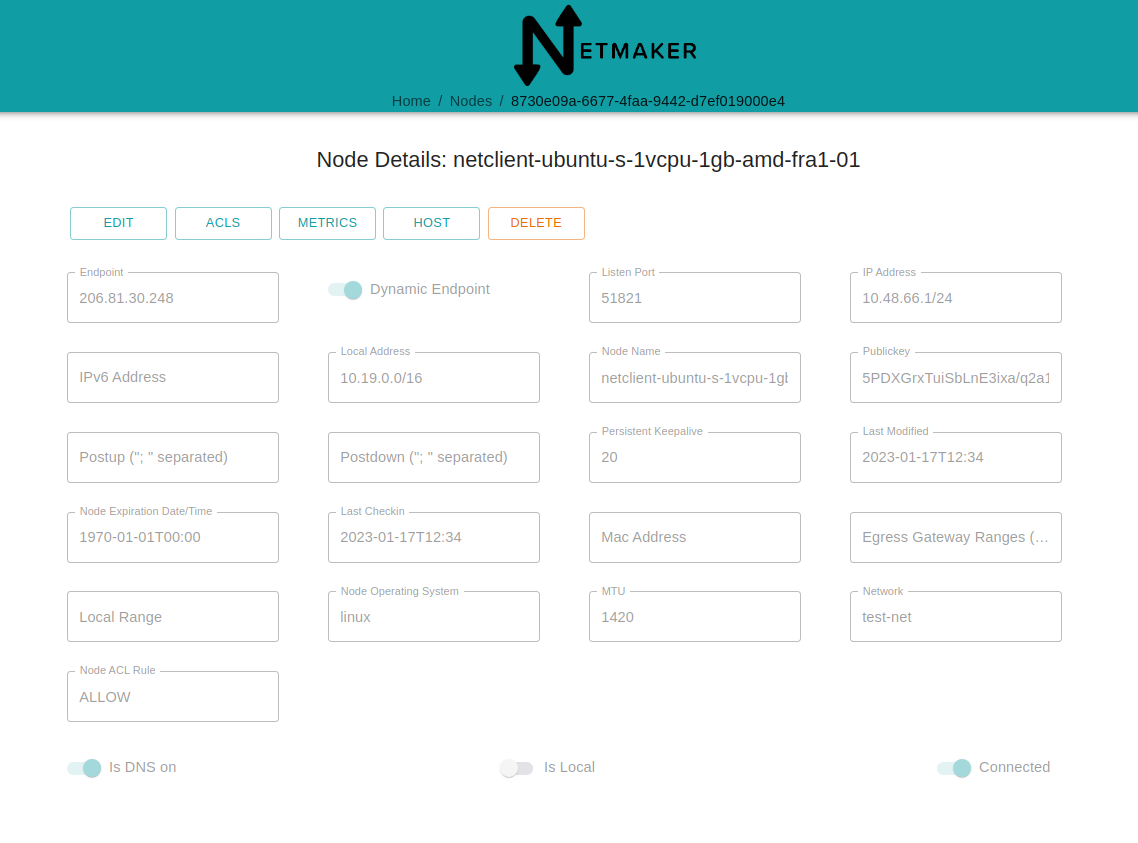 NETMAKER
Home / Nodes / 8730e09a-6677-4faa-9442-d7ef019000e4
Node Details: netclient-ubuntu-s-1vcpu-1gb-amd-fra1-01
EDIT ACLS METRICS HOST DELETE
Endpoint Listen Port IP Address
206.81.30.248 Dynamic Endpoint 51821 10.48.66.1/24
Local Address Node Name Publickey
IPv6 Address 10.19.0.0/16 netclient-ubuntu-s-1vcpu-1gb 5PDXGrxTuiSbLnE3ixa/q2a1
Persistent Keepalive Last Modified
Postup ("; " separated) Postdown ("; " separated) 20 2023-01-17T12:34
Node Expiration Date/Time Last Checkin
1970-01-01T00:00 2023-01-17T12:34 Mac Address Egress Gateway Ranges (…
Node Operating System MTU Network
Local Range linux 1420 test-net
Node ACL Rule
ALLOW
Is DNS on Is Local Connected